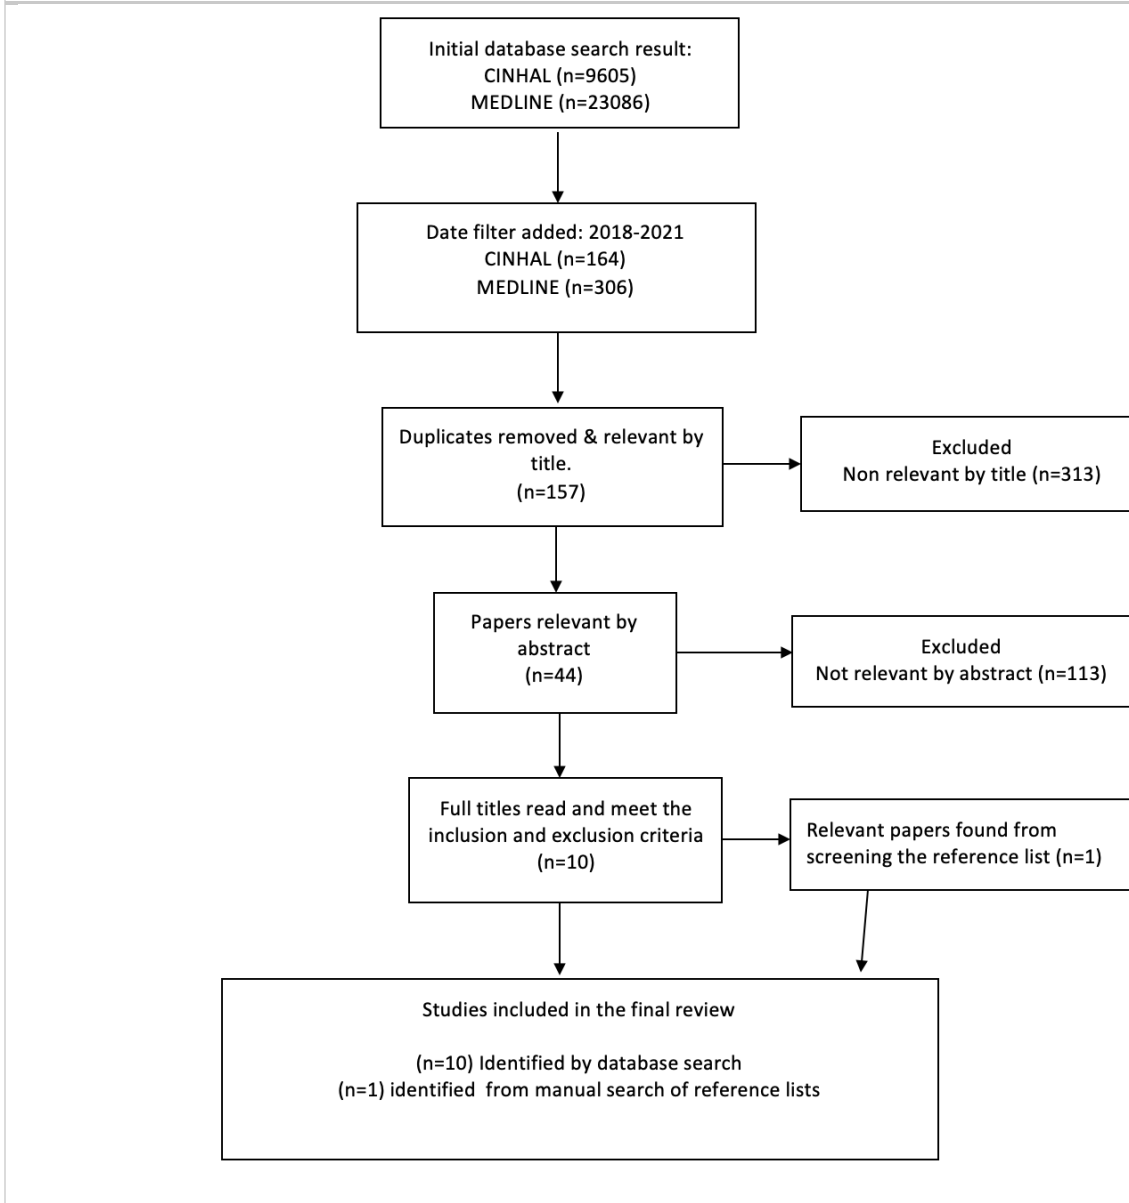 Initial database search result:
CINHAL (n=9605)
MEDLINE (n=23086)
Date filter added: 2018-2021
CINHAL (n=164)
MEDLINE (n=306)
Duplicates removed & relevant by
title.
(n=157)
Excluded
Non relevant by title (n=313)
Papers relevant by
abstract
(n=44)
Excluded
Not relevant by abstract (n=113)
Full titles read and meet the
inclusion and exclusion criteria
(n=10)
Relevant papers found from
screening the reference list (n=1)
Studies included in the final review
(n=10) Identified by database search
(n=1) identified  from manual search of reference lists